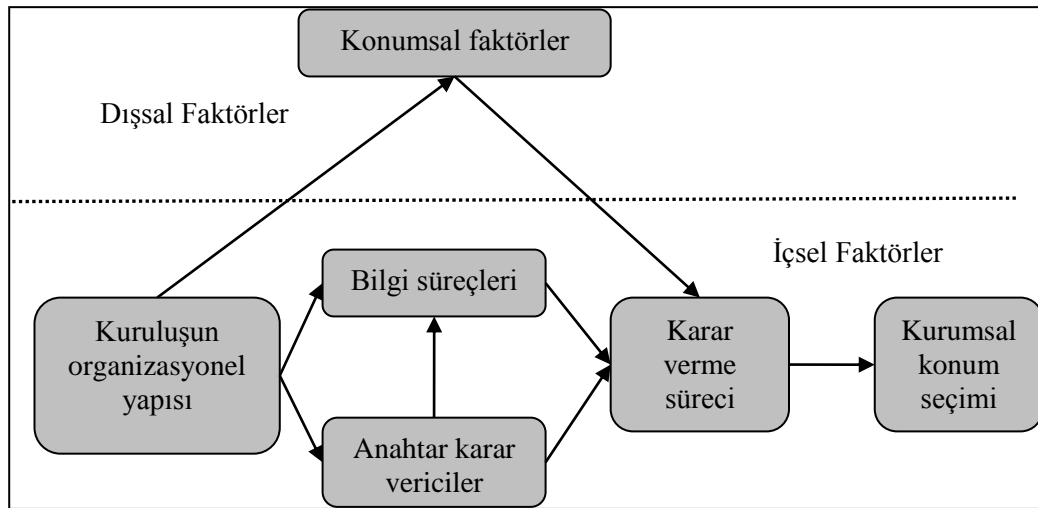 Konumsal faktörler
Dışsal Faktörler
İçsel Faktörler
Bilgi süreçleri
Kuruluşun
organizasyonel
yapısı
Anahtar karar
vericiler
Karar
verme
süreci
Kurumsal
konum
seçimi